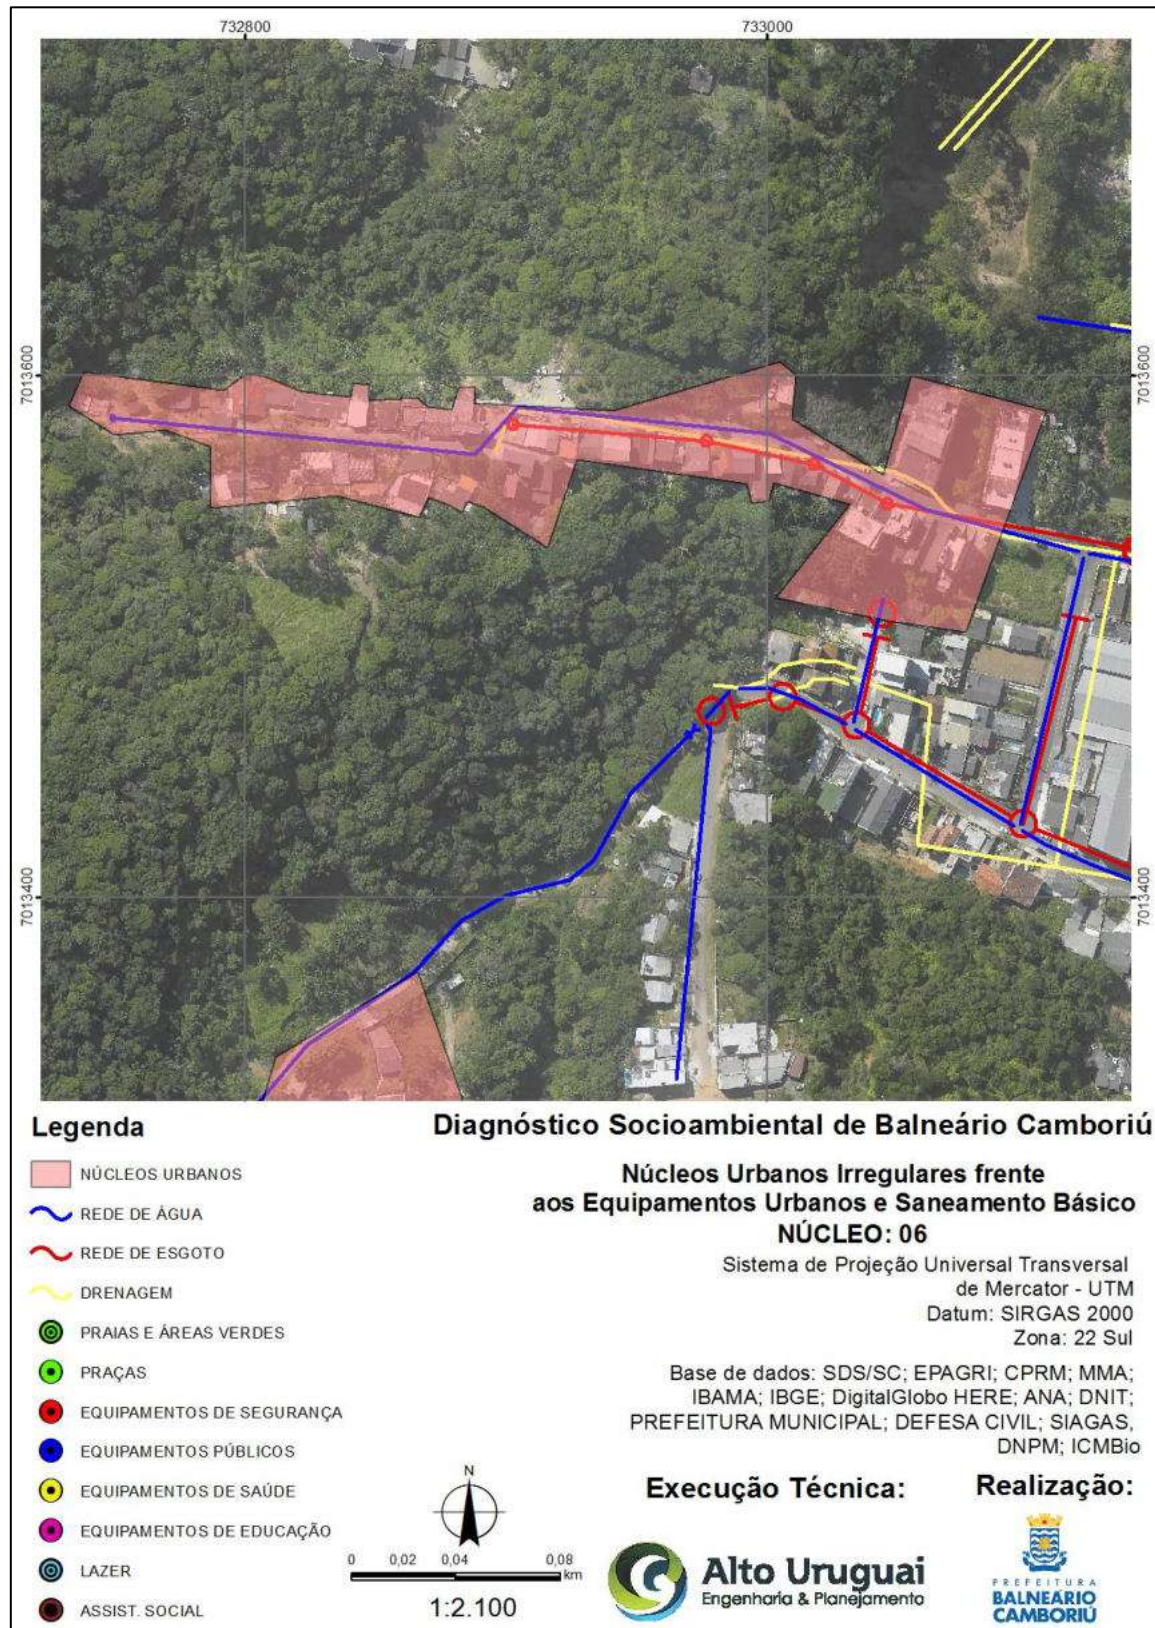 732800
733000
7013600
7013600
7013400
7013400
Legenda
NÚCLEOS URBANOS
REDE DE ÁGUA
REDE DE ESGOTO
DRENAGEM
PRAIAS E ÁREAS VERDES
PRAÇAS
EQUIPAMENTOS DE SEGURANÇA
EQUIPAMENTOS PÚBLICOS
EQUIPAMENTOS DE SAÚDE
EQUIPAMENTOS DE EDUCAÇÃO
LAZER
ASSIST. SOCIAL
N
0 0,02 0,04 0,08
km
1:2.100
Diagnóstico Socioambiental de Balneário Camboriú
Núcleos Urbanos Irregulares frente
aos Equipamentos Urbanos e Saneamento Básico
NÚCLEO: 06
Sistema de Projeção Universal Transversal
de Mercator - UTM
Datum: SIRGAS 2000
Zona: 22 Sul
Base de dados: SDS/SC; EPAGRI; CPRM; MMA;
IBAMA; IBGE; DigitalGlobo HERE; ANA; DNIT;
PREFEITURA MUNICIPAL; DEFESA CIVIL; SIAGAS,
DNPM; ICMBio
Execução Técnica:
Alto Uruguai
Engenharia & Planejamento
Realização:
PREFEITURA
BALNEÁRIO
CAMBORIÚ